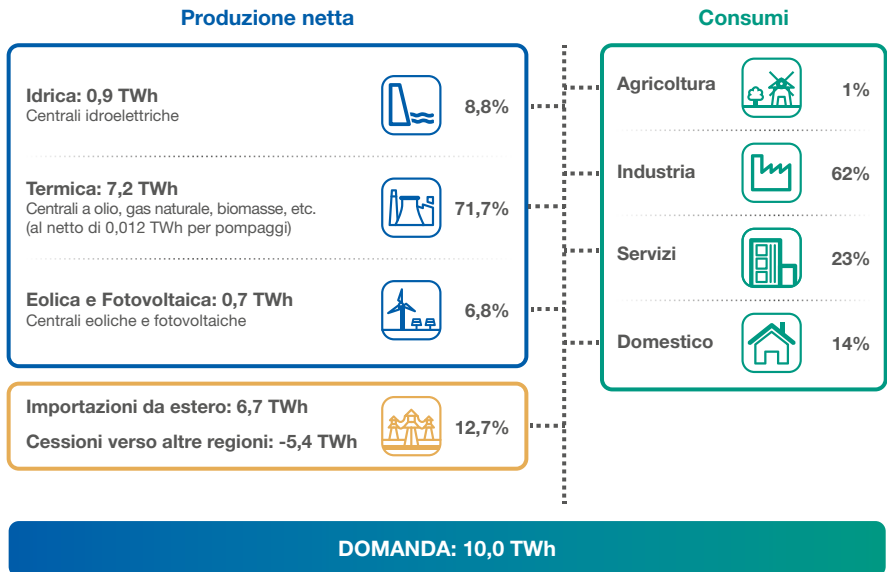 Produzione netta
Idrica: 0,9 TWh
Centrali idroelettriche
8,8%
Termica: 7,2 TWh
Centrali a olio, gas naturale, biomasse, etc.
(al netto di 0,012 TWh per pompaggi)
71,7%
Eolica e Fotovoltaica: 0,7 TWh
Centrali eoliche e fotovoltaiche
6,8%
Importazioni da estero: 6,7 TWh
Cessioni verso altre regioni: -5,4 TWh
12,7%
Consumi
Agricoltura
1%
Industria
62%
Servizi
23%
Domestico
14%
DOMANDA: 10,0 TWh